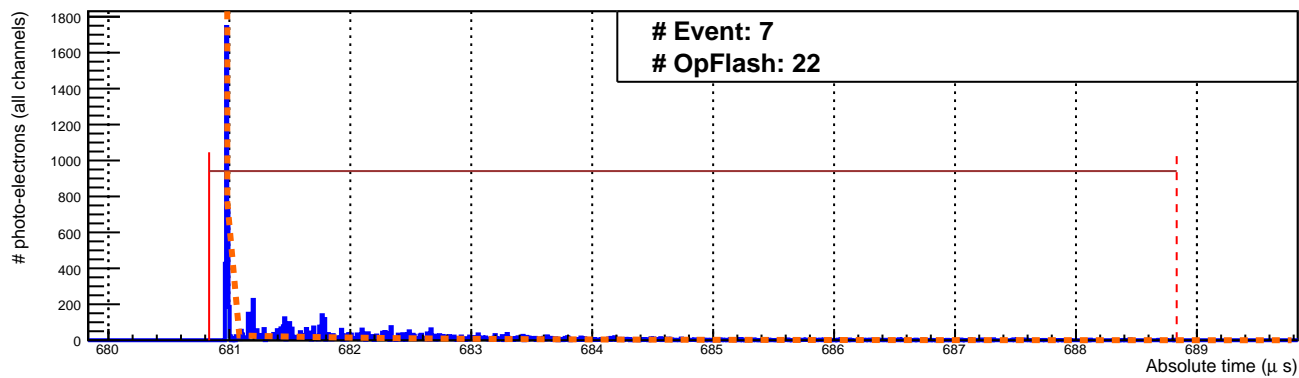 # Event: 7
# OpFlash: 22
# photo-electrons (all channels)
1800
1600
1400
1200
1000
800
600
400
200
0
680 681 682 683 684 685 686 687 688 689
Absolute time (μ s)